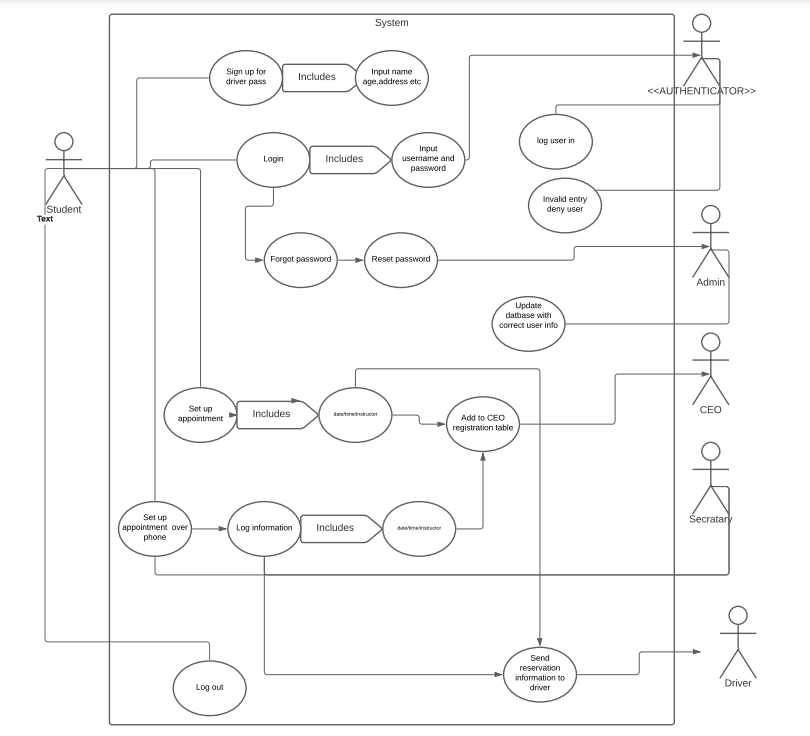 System
Sign up for
driver pass
Includes
Input name
age,address etc
<<AUTHENTICATOR>>
log user in
Login
Includes
Input
username and
password
Student
Text
Invalid entry
deny user
Forgot password
Reset password
Admin
Update
datbase with
correct user info
CEO
Set up
appointment
Includes
date/time/instructor
Add to CEO
registration table
Secratary
Set up
appointment over
phone
Log information
Includes
date/time/instructor
Send
reservation
information to
driver
Driver
Log out